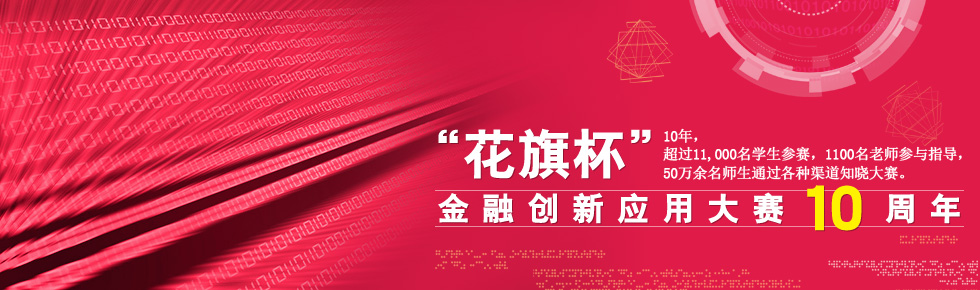 “花旗杯”
10年，
超过11,000名学生参赛，1100名老师参与指导，
50万余名师生通过各种渠道知晓大赛。
金融创新应用大赛10周年